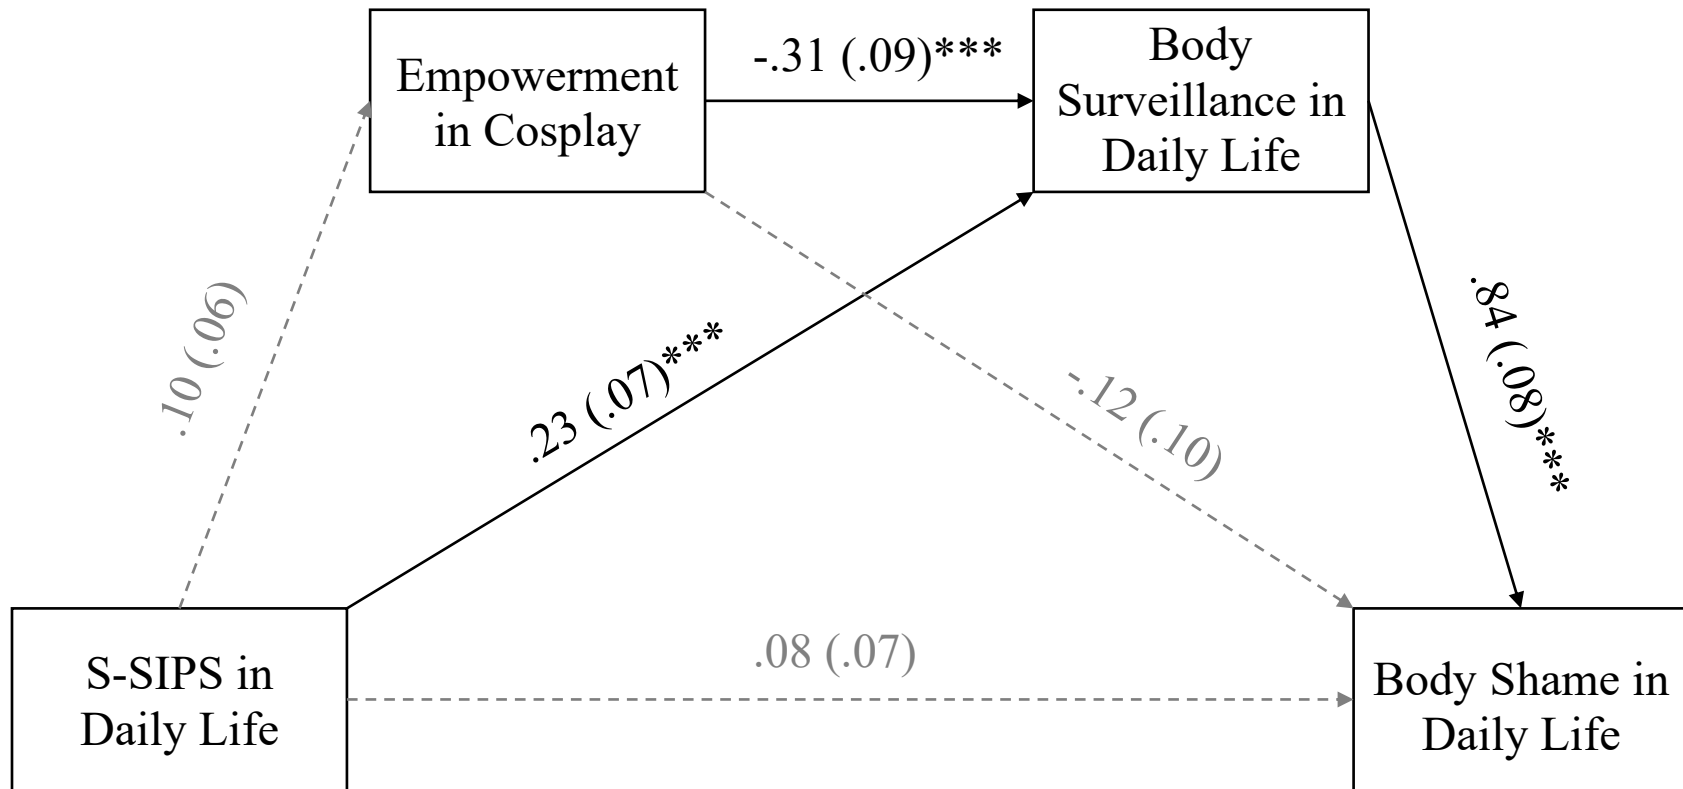 Empowerment
in Cosplay
-.31 (.09)***
Body
Surveillance in
Daily Life
.10 (.06)
.23 (.07)***
-.12 (.10)
.84 (.08)***
S-SIPS in
Daily Life
.08 (.07)
Body Shame in
Daily Life